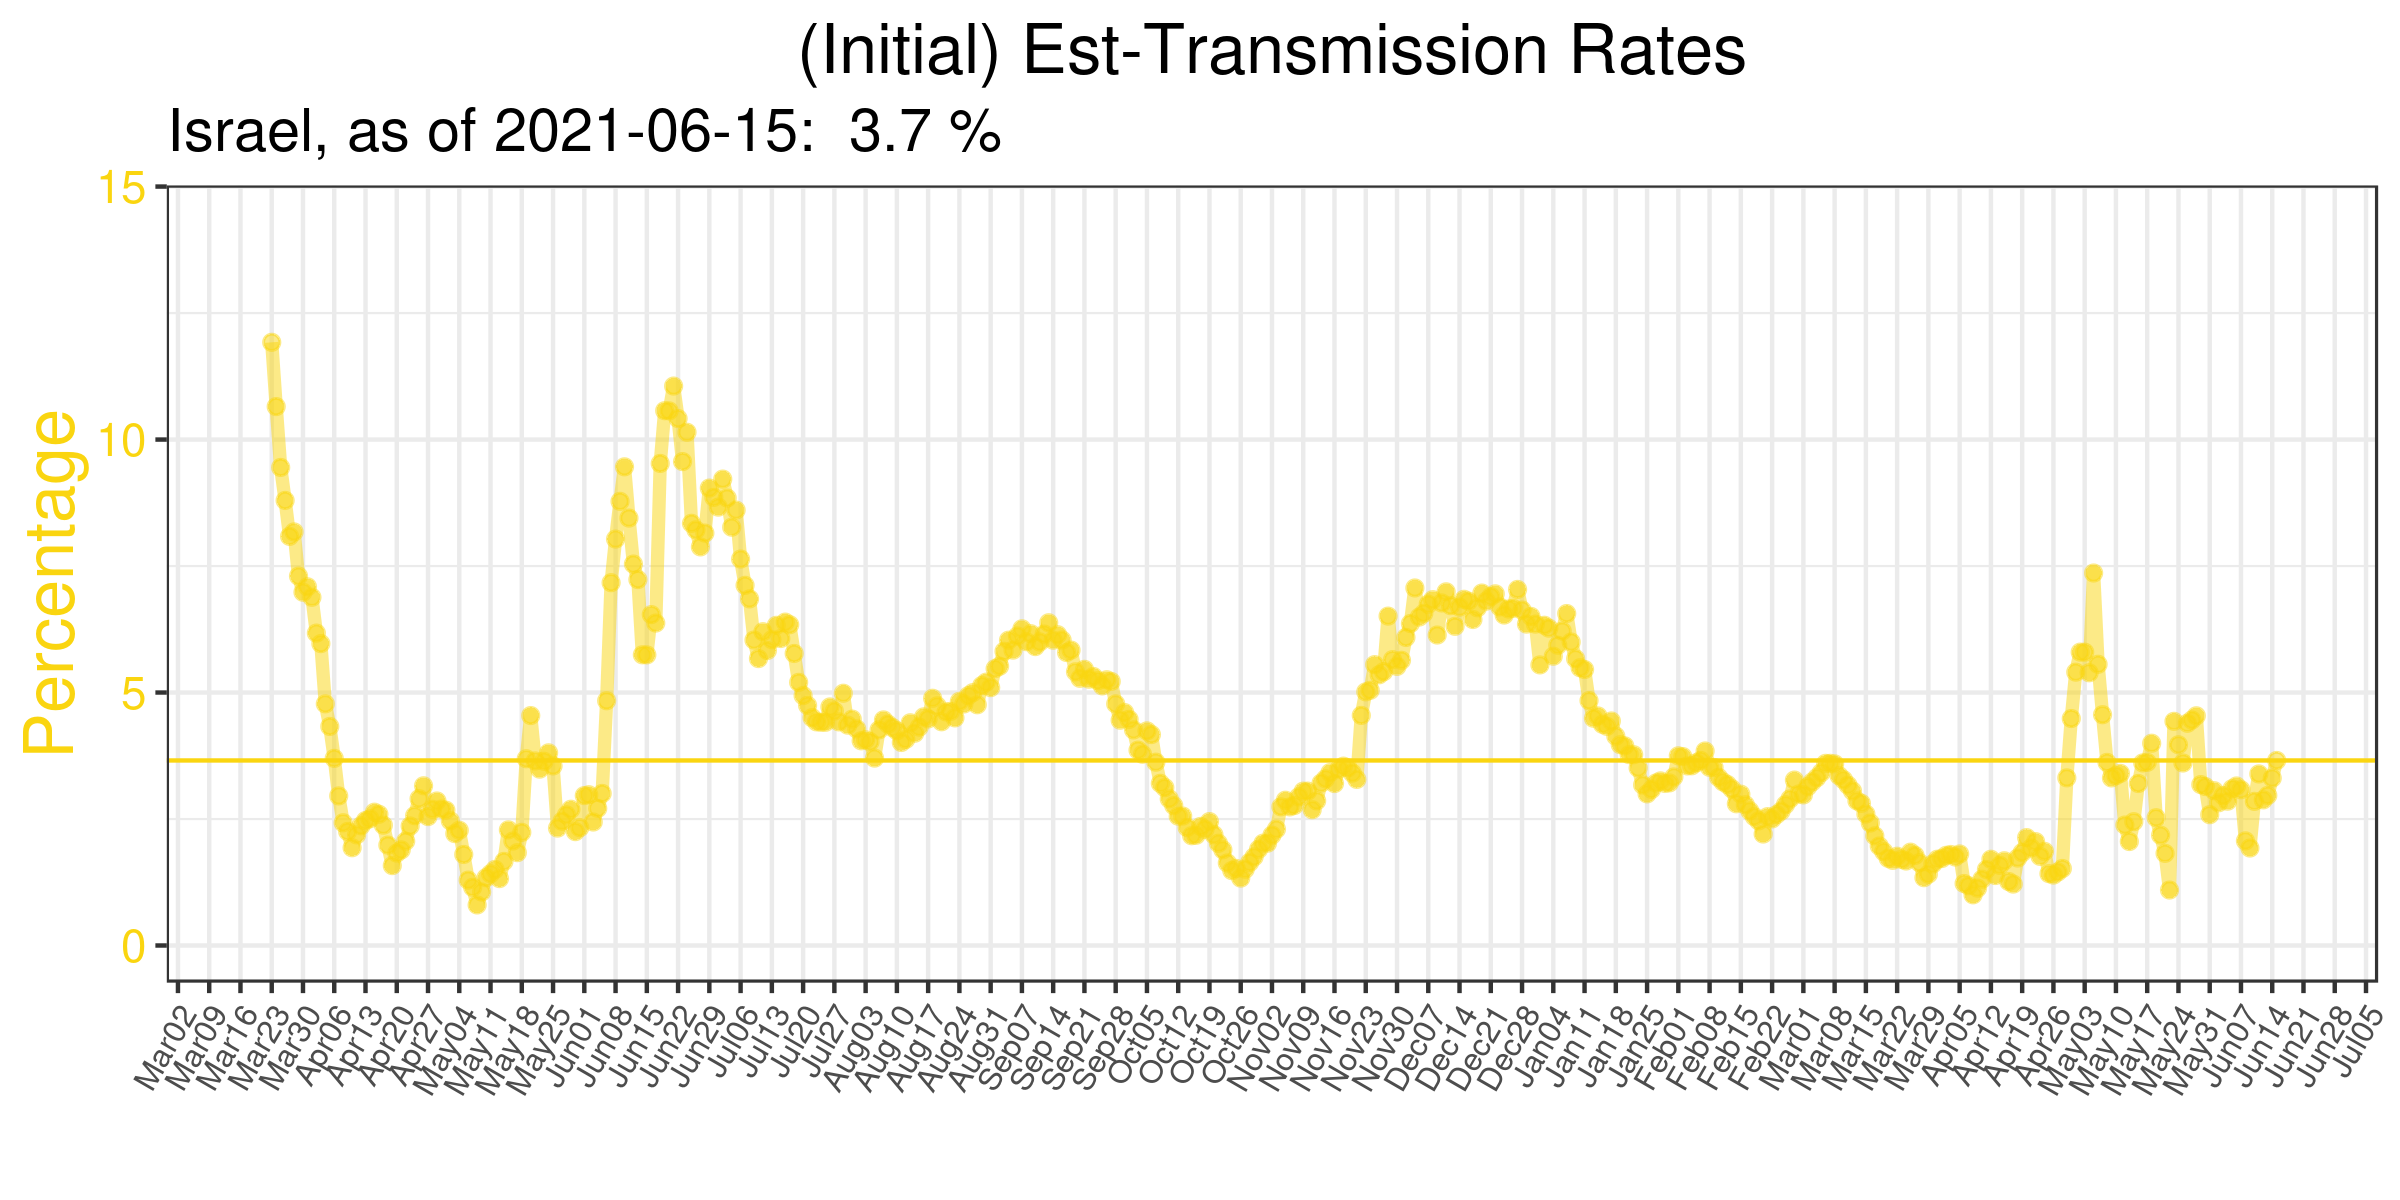 (Initial) Est-Transmission Rates
Israel, as of 2021-06-15:  3.7 %
Percentage
15
10
5
0
Mar02
Mar09
Mar16
Mar23
Mar30
Apr06
Apr13
Apr20
Apr27
May04
May11
May18
May25
Jun01
Jun08
Jun15
Jun22
Jun29
Jul06
Jul13
Jul20
Jul27
Aug03
Aug10
Aug17
Aug24
Aug31
Sep07
Sep14
Sep21
Sep28
Oct05
Oct12
Oct19
Oct26
Nov02
Nov09
Nov16
Nov23
Nov30
Dec07
Dec14
Dec21
Dec28
Jan04
Jan11
Jan18
Jan25
Feb01
Feb08
Feb15
Feb22
Mar01
Mar08
Mar15
Mar22
Mar29
Apr05
Apr12
Apr19
Apr26
May03
May10
May17
May24
May31
Jun07
Jun14
Jun21
Jun28
Jul05